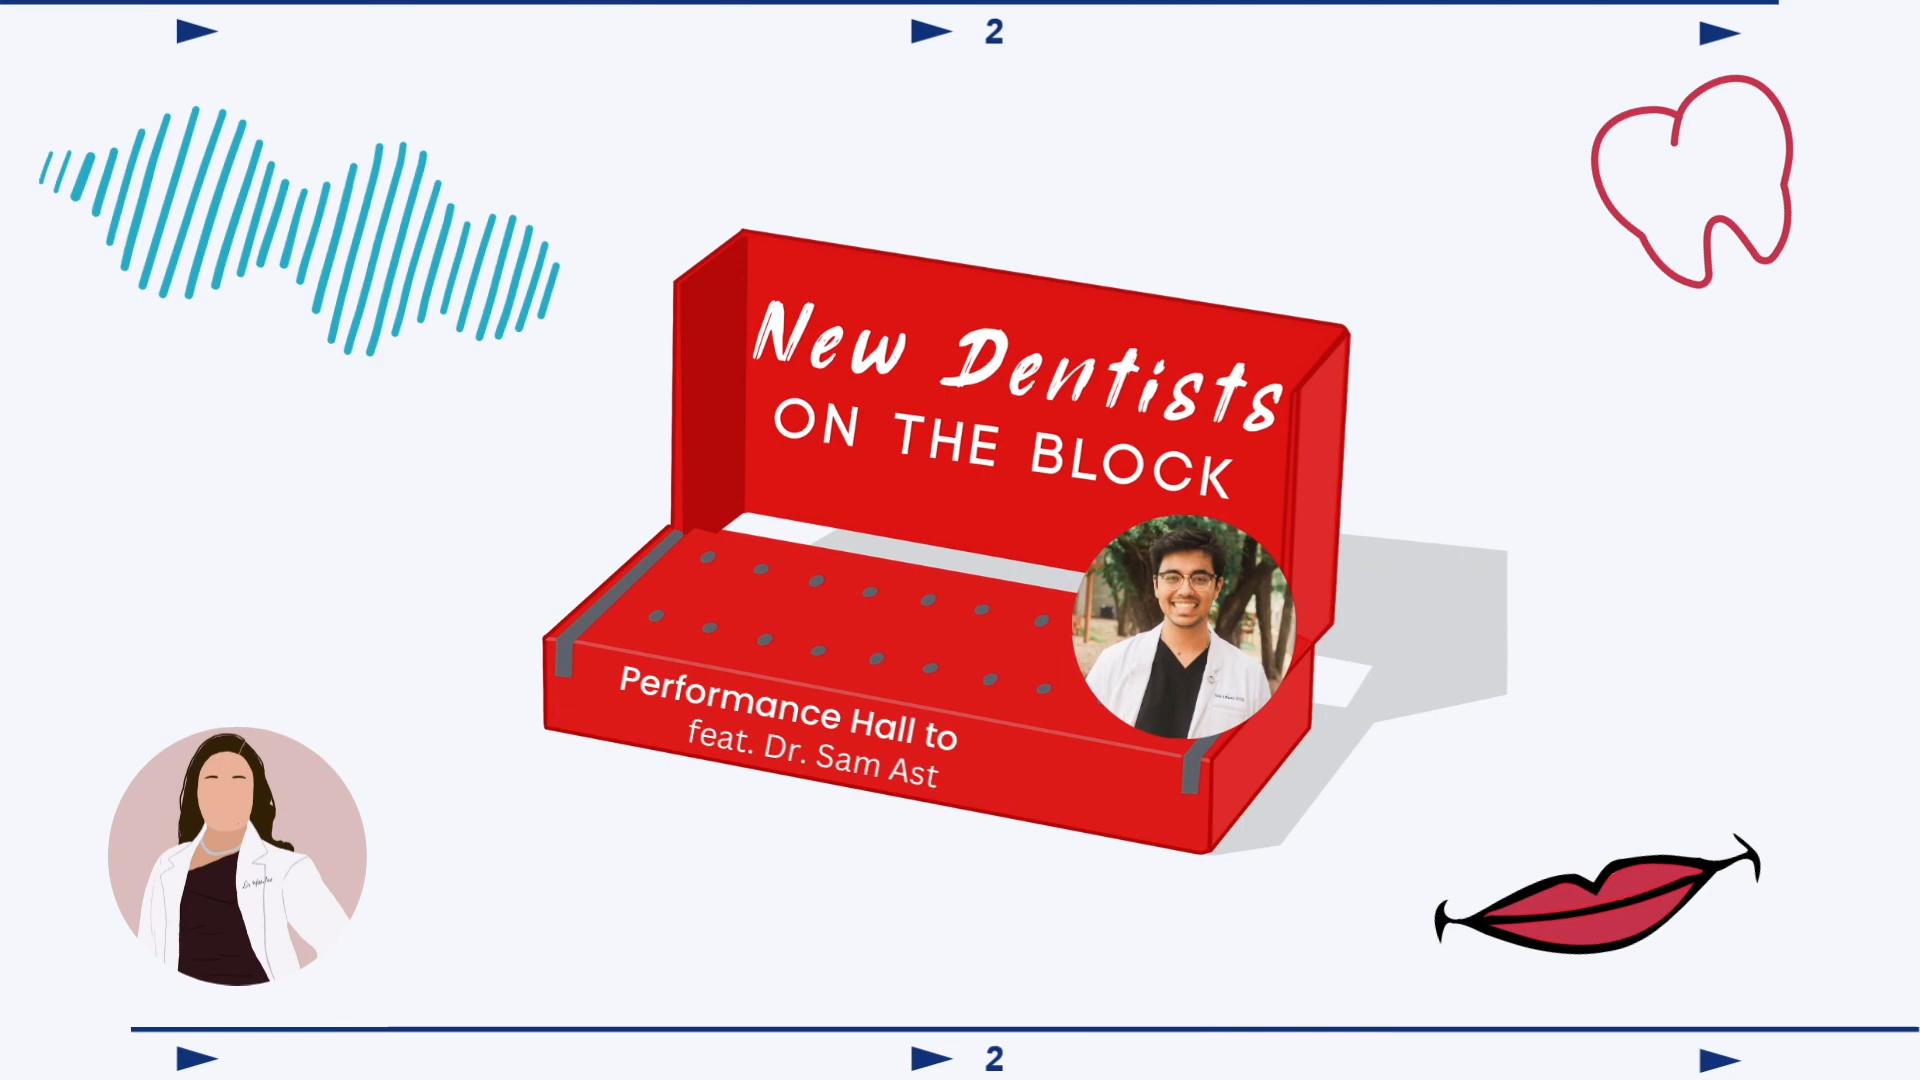 2
New Dentists
ON THE BLOCK
Performance Hall to
feat. Dr. Sam Ast
2